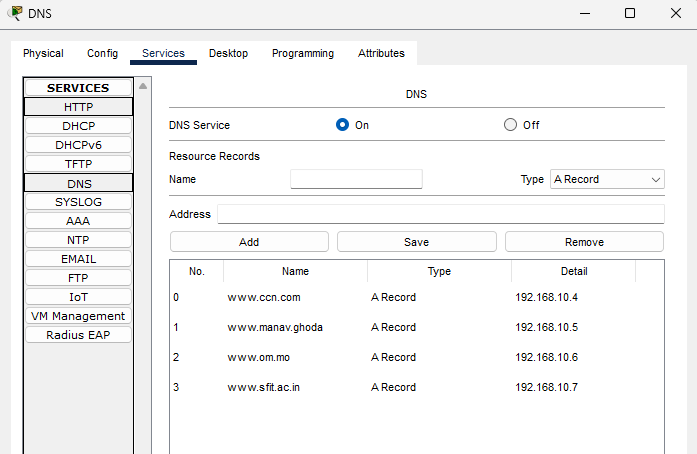 DNS
Physical Config Services Desktop Programming Attributes
SERVICES
HTTP
DHCP
DHCPv6
TFTP
DNS
SYSLOG
AAA
NTP
EMAIL
FTP
IoT
VM Management
Radius EAP
DNS
DNS Service On Off
Resource Records
Name Type A Record
Address
Add Save Remove
No. Name Type Detail
0 www.ccn.com A Record 192.168.10.4
1 www.manav.ghoda A Record 192.168.10.5
2 www.om.mo A Record 192.168.10.6
3 www.sfit.ac.in A Record 192.168.10.7